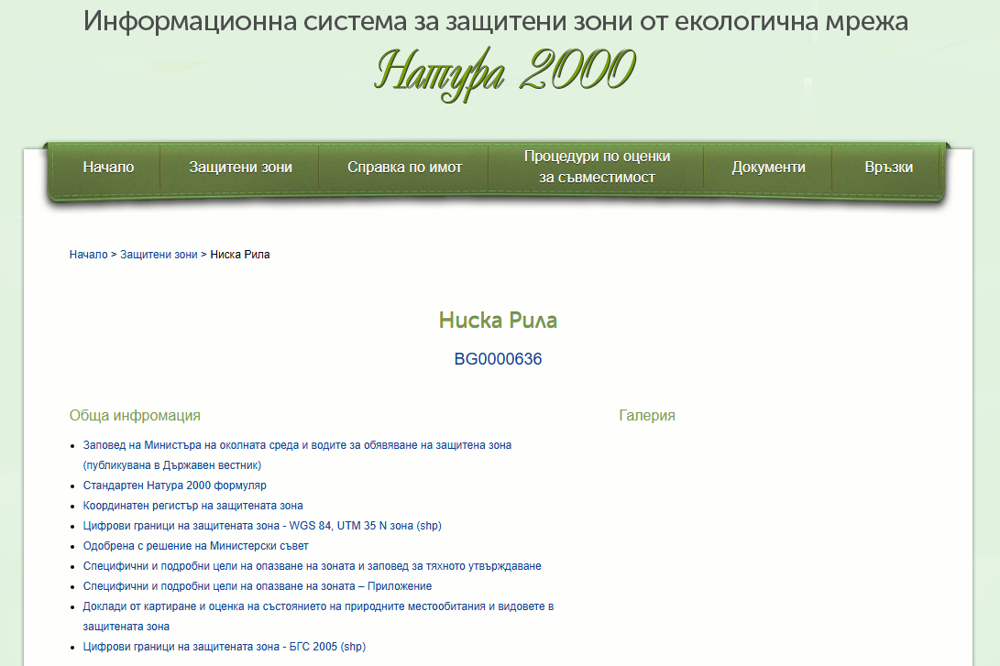 Информационна система за защитени зони от екологична мрежа
Натура 2000
Начало
Защитени зони
Справка по имот
Процедури по оценки
за съвместимост
Документи
Връзки
Начало > Защитени зони > Ниска Рила
Ниска Рила
BG0000636
Обща инфромация
Заповед на Министъра на околната среда и водите за обявяване на защитена зона
(публикувана в Държавен вестник)
Стандартен Натура 2000 формуляр
Координатен регистър на защитената зона
Цифрови граници на защитената зона - WGS 84, UTM 35 N зона (shp)
Одобрена с решение на Министерски съвет
Специфични и подробни цели на опазване на зоната и заповед за тяхното утвърждаване
Специфични и подробни цели на опазване на зоната – Приложение
Доклади от картиране и оценка на състоянието на природните местообитания и видовете в
защитената зона
Цифрови граници на защитената зона - БГС 2005 (shp)
Галерия